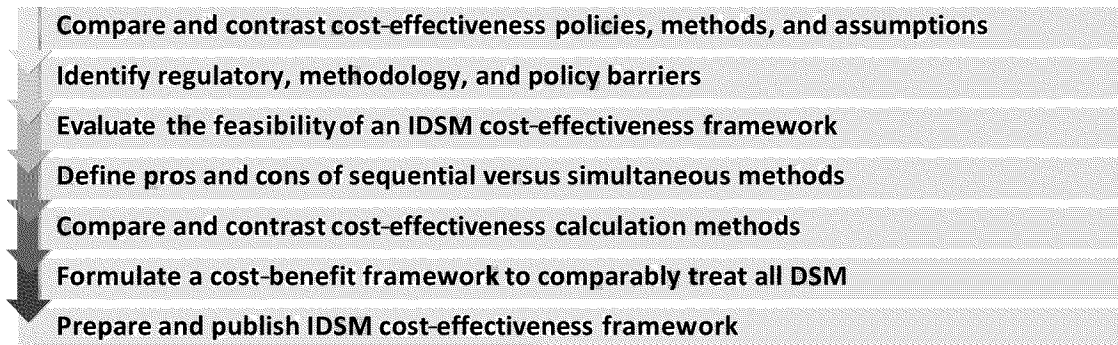 Compare and contrast cost-effectiveness policies, methods, and assumptions
Identify regulatory, methodology, and policy barriers
Evaluate the feasibility of an IDSM cost-effectiveness framework
Define pros and cons of sequential versus simultaneous methods
Compare and contrast cost-effectiveness calculation methods
Formulate a cost-benefit framework to comparably treat all DSM
Prepare and publish IDSM cost-effectiveness framework